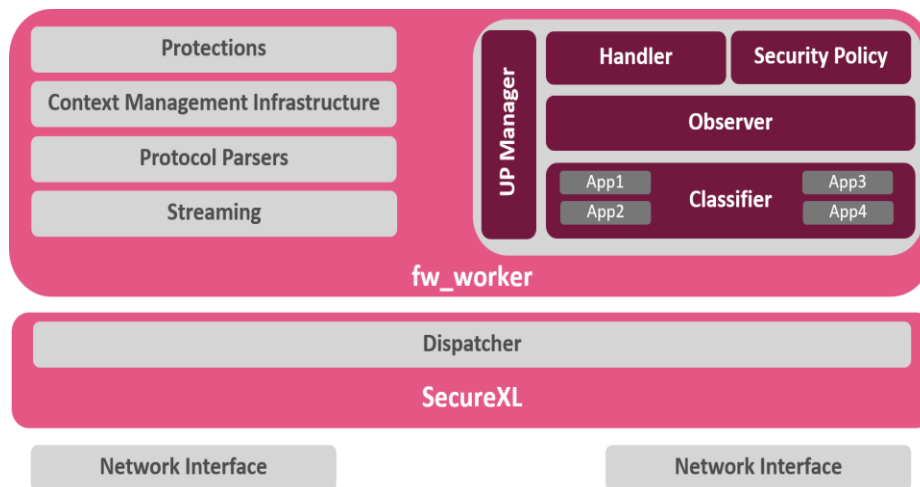 Protections
Context Management Infrastructure
Protocol Parsers
Streaming
UP Manager
Handler
Security Policy
Observer
App1
App2
Classifier
App3
App4
fw_worker
Dispatcher
SecureXL
Network Interface
Network Interface